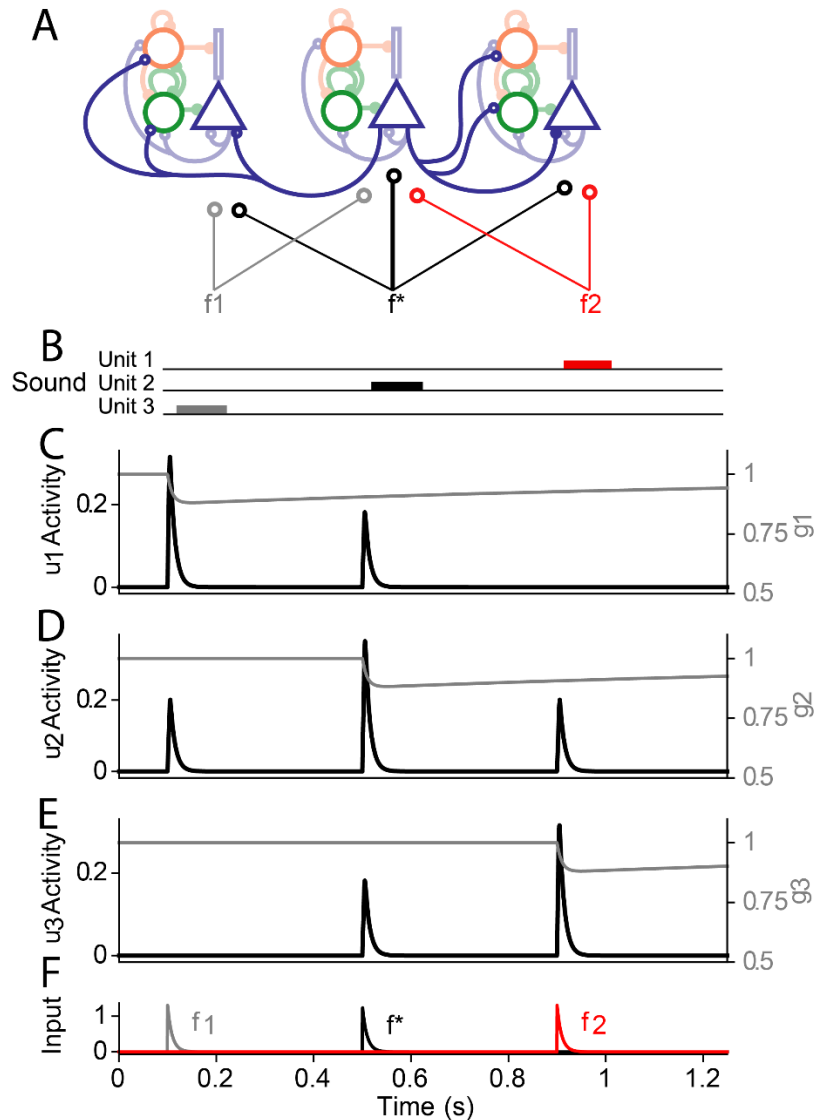 A
f1 f* f2
B
Unit 1
Sound Unit 2
Unit 3
C
0.2
0
u1 Activity
1
0.75
0.5
g1
D
0.2
0
u2 Activity
1
0.75
0.5
g2
E
0.2
0
u3 Activity
1
0.75
0.5
g3
F
1
0
Input
f1 f* f2
0 0.2 0.4 0.6 0.8 1 1.2
Time (s)